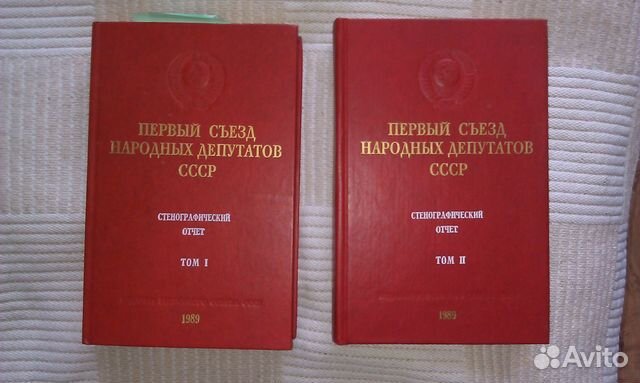 ПЕРВЫЙ СЪЕЗД
НАРОДНЫХ ДЕПУТАТОВ
СССР
СТЕНОГРАФИЧЕСКИЙ
ОТЧЕТ
ТОМ I
1989
ПЕРВЫЙ СЪЕЗД
НАРОДНЫХ ДЕПУТАТОВ
СССР
СТЕНОГРАФИЧЕСКИЙ
ОТЧЕТ
ТОМ II
1989
Avito